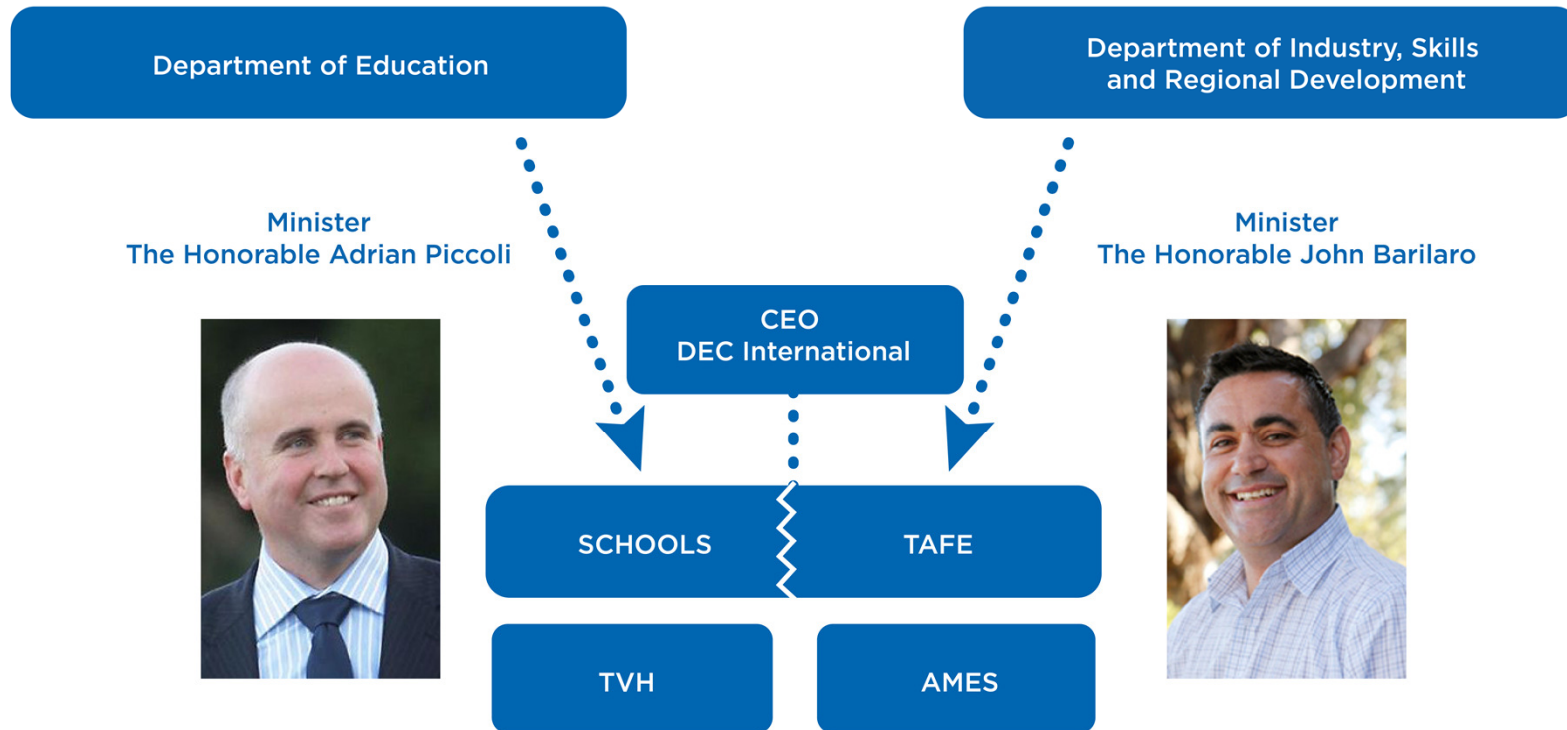 Department of Education
Department of Industry, Skills
and Regional Development
Minister
The Honorable Adrian Piccoli
Minister
The Honorable John Barilaro
CEO
DEC International
SCHOOLS
TAFE
TVH
AMES